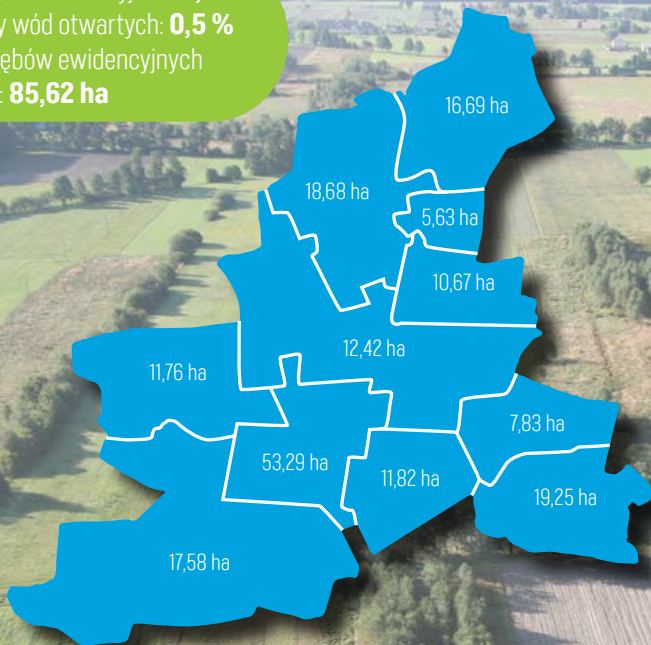 y wód otwartych: 0,5 %
ębów ewidencyjnych
: 85,62 ha
16,69 ha
18,68 ha
5,63 ha
10,67 ha
12,42 ha
11,76 ha
7,83 ha
53,29 ha
11,82 ha
19,25 ha
17,58 ha